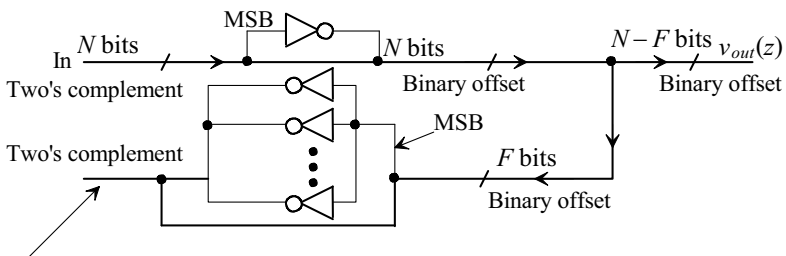 MSB
In N bits
N bits
N−F bits v_out(z)
Two's complement
Binary offset
Binary offset
Two's complement
MSB
F bits
Binary offset